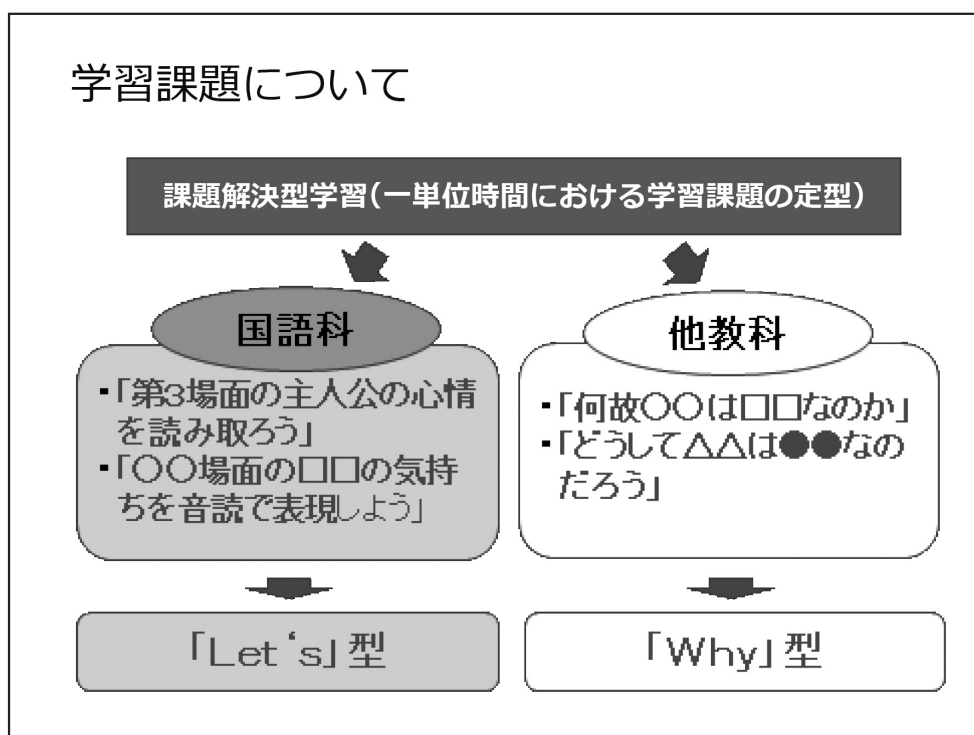 学習課題について
課題解決型学習(一単位時間における学習課題の定型)
国語科
・「第3場面の主人公の心情
を読み取ろう」
・「〇〇場面の□□の気持
ちを音読で表現しよう」
「Let‘s」型
他教科
・「何故〇〇は□□なのか」
・「どうして△△は●●なの
だろう」
「Why」型